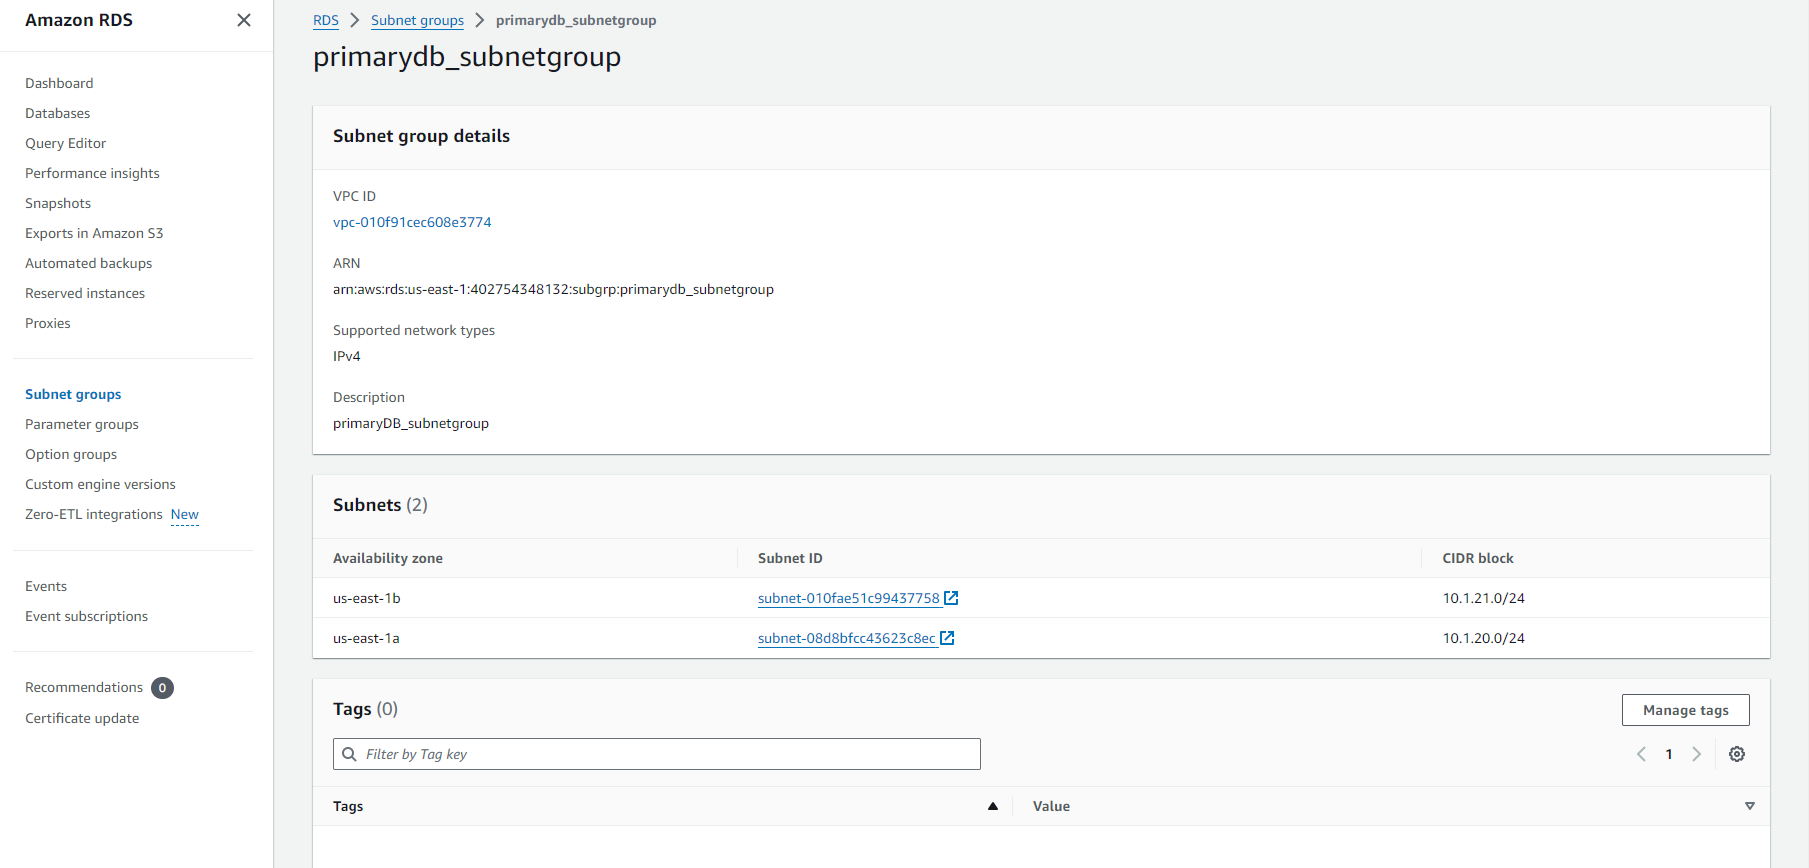 Amazon RDS
Dashboard
Databases
Query Editor
Performance insights
Snapshots
Exports in Amazon S3
Automated backups
Reserved instances
Proxies
Subnet groups
Parameter groups
Option groups
Custom engine versions
Zero-ETL integrations New
Events
Event subscriptions
Recommendations 0
Certificate update
RDS Subnet groups primarydb_subnetgroup
primarydb_subnetgroup
Subnet group details
VPC ID
vpc-010f91cec608e3774
ARN
arn:aws:rds:us-east-1:402754348132:subgrp:primarydb_subnetgroup
Supported network types
IPv4
Description
primaryDB_subnetgroup
Subnets (2)
Availability zone Subnet ID CIDR block
us-east-1b subnet-010fae51c99437758 10.1.21.0/24
us-east-1a subnet-08d8bfcc43623c8ec 10.1.20.0/24
Tags (0)
Manage tags
Filter by Tag key
1
Tags Value